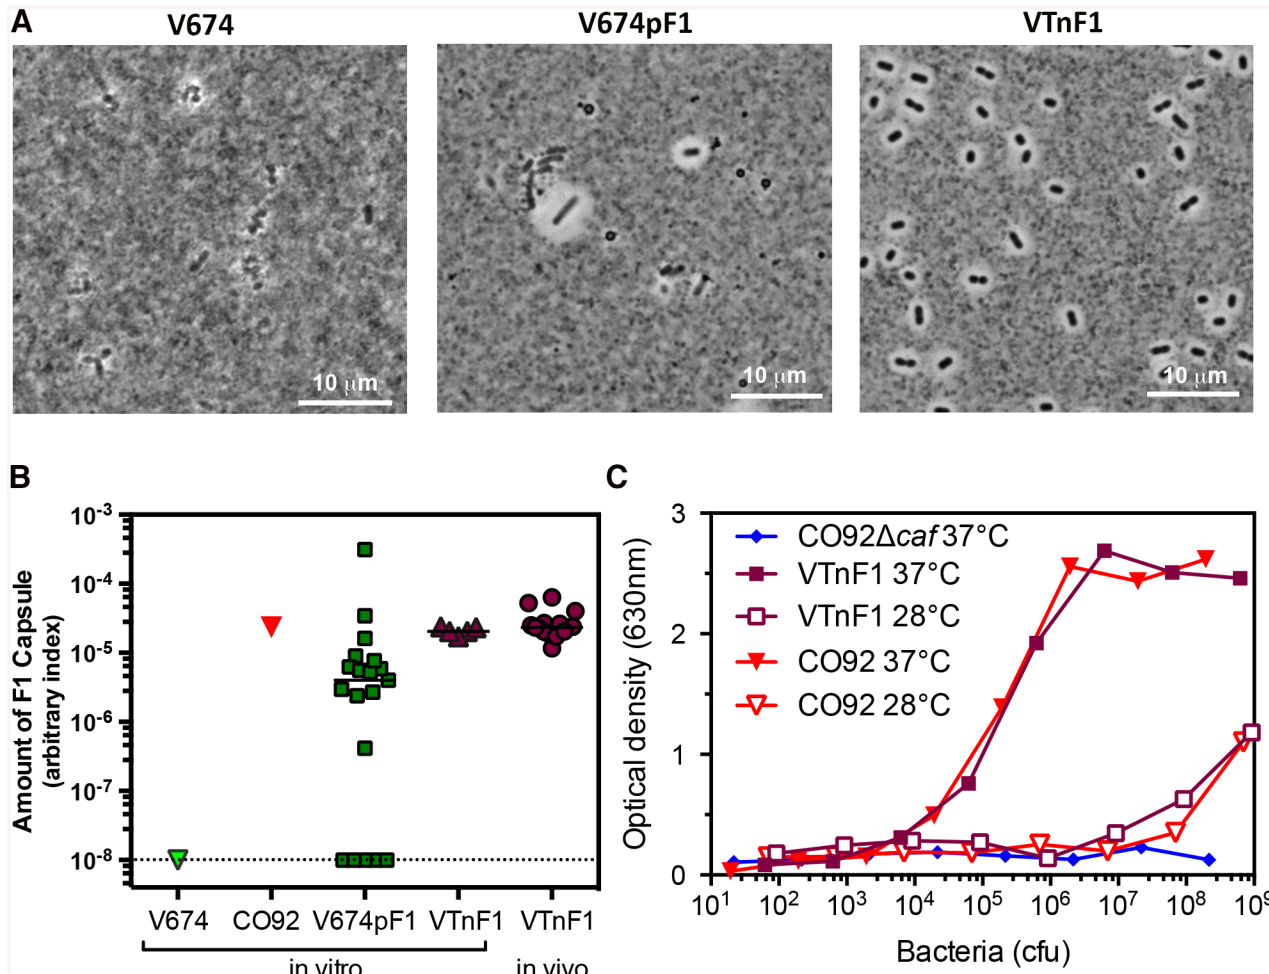 A
V674
V674pF1
VTnF1
10 μm
10 μm
10 μm
B
C
Amount of F1 Capsule
(arbitrary index)
10⁻³
10⁻⁴
10⁻⁵
10⁻⁶
10⁻⁷
10⁻⁸
V674 CO92 V674pF1 VTnF1 VTnF1
in vitro
in vivo
Optical density (630nm)
3
2
1
0
CO92Δcaf 37°C
VTnF1 37°C
VTnF1 28°C
CO92 37°C
CO92 28°C
10¹ 10² 10³ 10⁴ 10⁵ 10⁶ 10⁷ 10⁸ 10⁹
Bacteria (cfu)